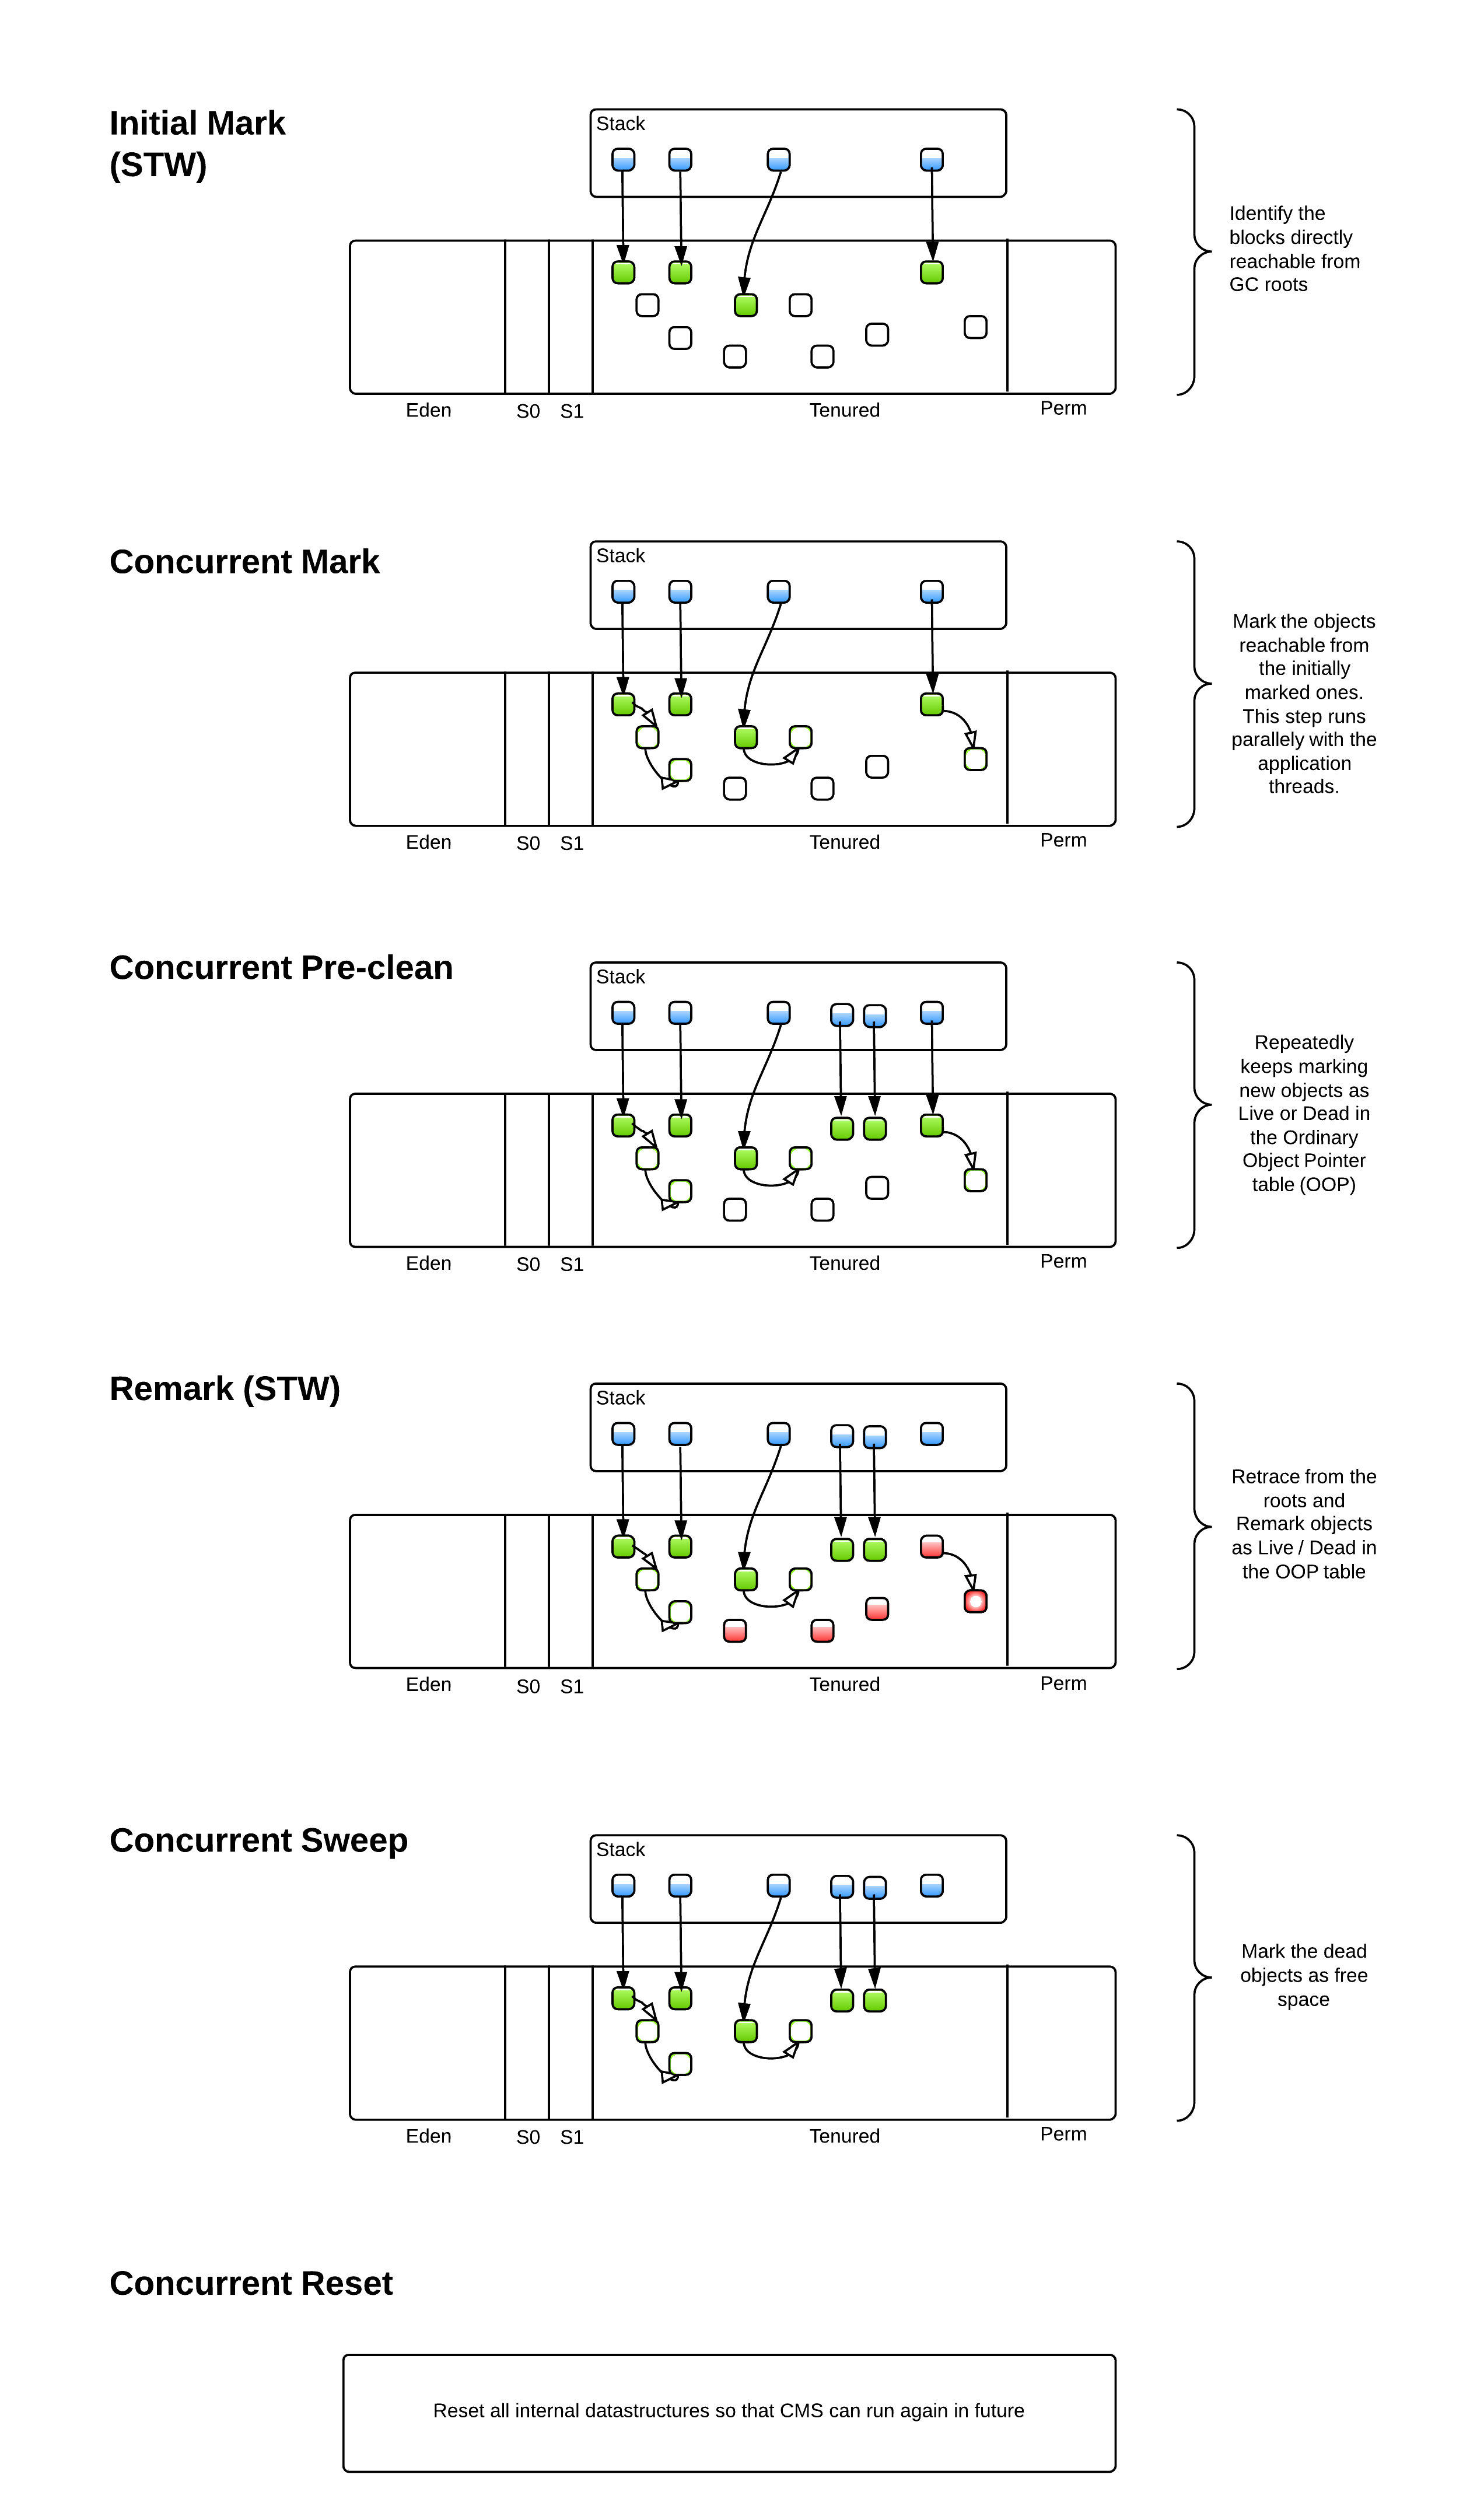 Initial Mark
(STW)
Stack
Identify the
blocks directly
reachable from
GC roots
Eden
S0
S1
Tenured
Perm
Concurrent Mark
Stack
Mark the objects
reachable from
the initially
marked ones.
This step runs
parallely with the
application
threads.
Eden
S0
S1
Tenured
Perm
Concurrent Pre-clean
Stack
Repeatedly
keeps marking
new objects as
Live or Dead in
the Ordinary
Object Pointer
table (OOP)
Eden
S0
S1
Tenured
Perm
Remark (STW)
Stack
Retrace from the
roots and
Remark objects
as Live / Dead in
the OOP table
Eden
S0
S1
Tenured
Perm
Concurrent Sweep
Stack
Mark the dead
objects as free
space
Eden
S0
S1
Tenured
Perm
Concurrent Reset
Reset all internal datastructures so that CMS can run again in future